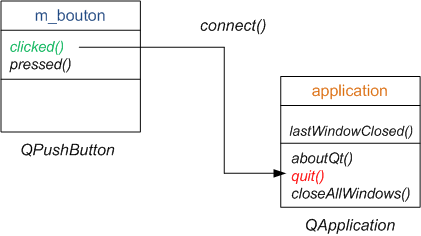 m_bouton
clicked()
pressed()
QPushButton
connect()
application
lastWindowClosed()
aboutQt()
quit()
closeAllWindows()
QApplication